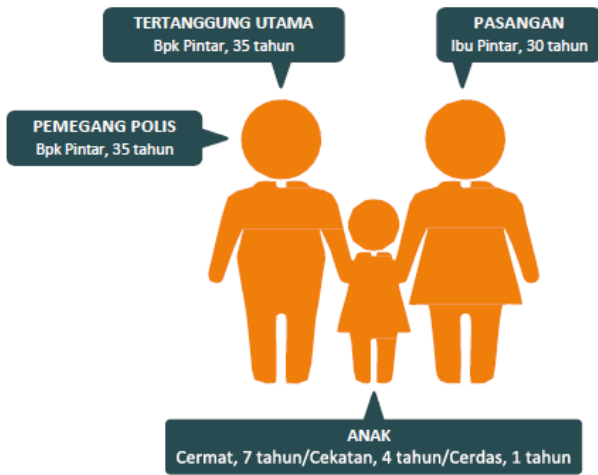 TERTANGGUNG UTAMA
Bpk Pintar, 35 tahun
PASANGAN
Ibu Pintar, 30 tahun
PEMEGANG POLIS
Bpk Pintar, 35 tahun
ANAK
Cermat, 7 tahun/Cekatan, 4 tahun/Cerdas, 1 tahun